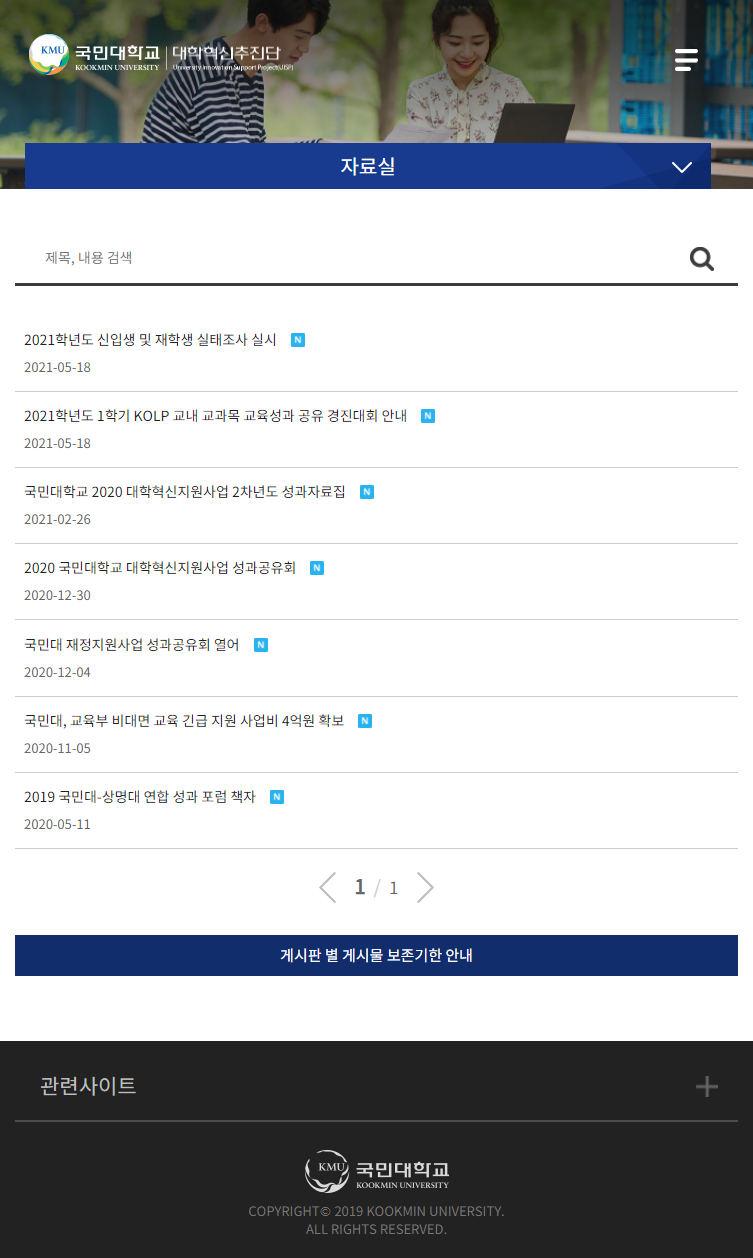 KMU 국민대학교 대학혁신추진단
KOOKMIN UNIVERSITY University Innovation Support Project(UISP)
자료실
제목, 내용 검색
2021학년도 신입생 및 재학생 실태조사 실시 N
2021-05-18
2021학년도 1학기 KOLP 교내 교과목 교육성과 공유 경진대회 안내 N
2021-05-18
국민대학교 2020 대학혁신지원사업 2차년도 성과자료집 N
2021-02-26
2020 국민대학교 대학혁신지원사업 성과공유회 N
2020-12-30
국민대 재정지원사업 성과공유회 열어 N
2020-12-04
국민대, 교육부 비대면 교육 긴급 지원 사업비 4억원 확보 N
2020-11-05
2019 국민대-상명대 연합 성과 포럼 책자 N
2020-05-11
1 / 1
게시판 별 게시물 보존기한 안내
관련사이트
KMU 국민대학교
KOOKMIN UNIVERSITY
COPYRIGHT© 2019 KOOKMIN UNIVERSITY.
ALL RIGHTS RESERVED.